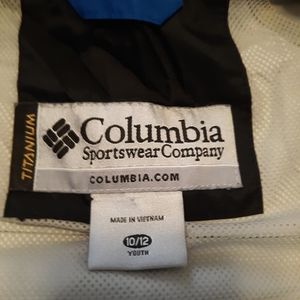 TITANIUM
Columbia
Sportswear Company
COLUMBIA.COM
MADE IN VIETNAM
10/12
YOUTH